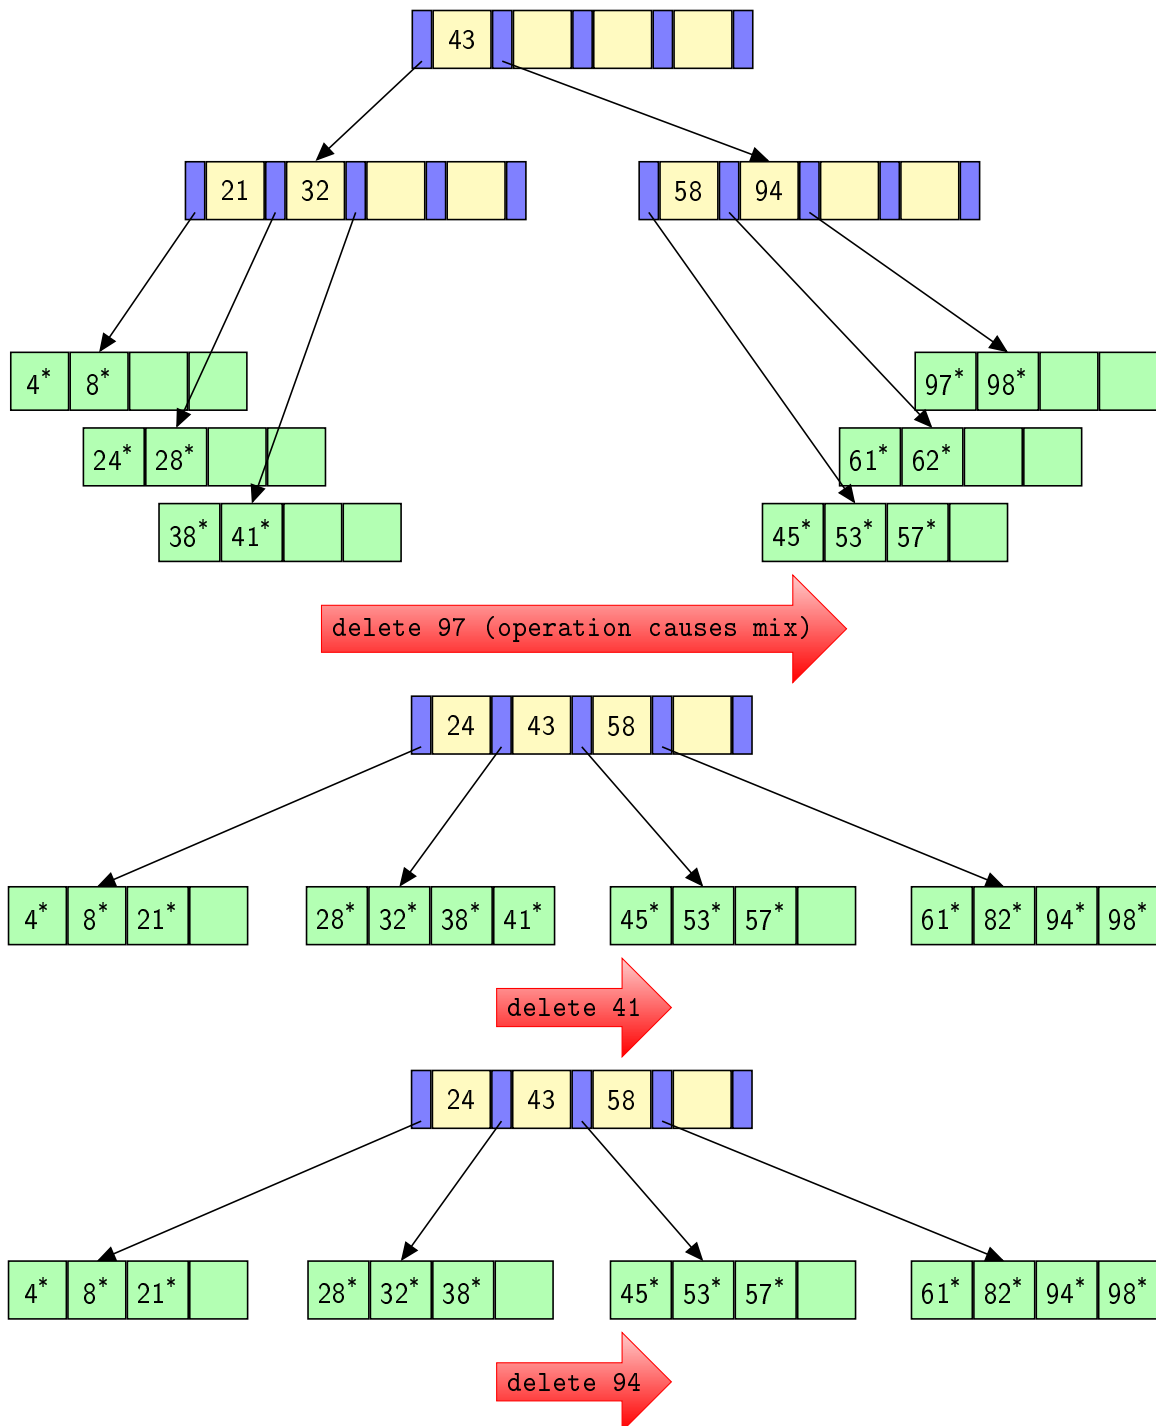 43
21 32
58 94
4* 8*
97* 98*
24* 28*
61* 62*
38* 41*
45* 53* 57*
delete 97 (operation causes mix)
24 43 58
4* 8* 21*
28* 32* 38* 41*
45* 53* 57*
61* 82* 94* 98*
delete 41
24 43 58
4* 8* 21*
28* 32* 38*
45* 53* 57*
61* 82* 94* 98*
delete 94